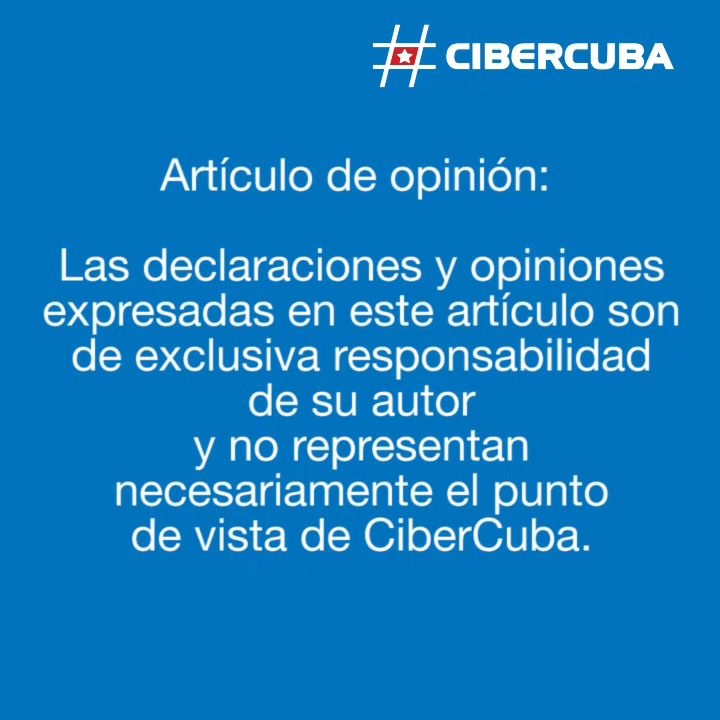 CIBERCUBA
Artículo de opinión:
Las declaraciones y opiniones
expresadas en este artículo son
de exclusiva responsabilidad
de su autor
y no representan
necesariamente el punto
de vista de CiberCuba.